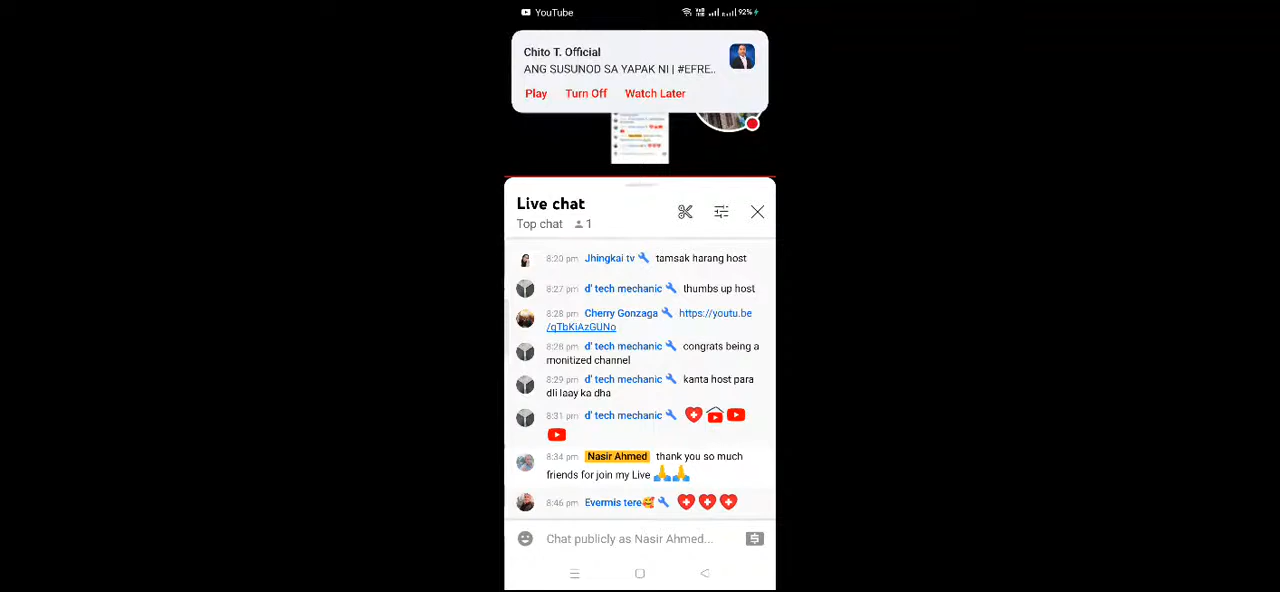 YouTube 92%
Chito T. Official
ANG SUSUNOD SA YAPAK NI | #EFRE..
Play Turn Off Watch Later
Live chat
Top chat 1
8:20 pm Jhingkai tv tamsak harang host
8:27 pm d' tech mechanic thumbs up host
8:28 pm Cherry Gonzaga https://youtu.be
/qTbKiAzGUNo
8:28 pm d' tech mechanic congrats being a
monitized channel
8:29 pm d' tech mechanic kanta host para
dli laay ka dha
8:31 pm d' tech mechanic
8:34 pm Nasir Ahmed thank you so much
friends for join my Live 🙏🙏
8:46 pm Evermis tere🥰
Chat publicly as Nasir Ahmed...